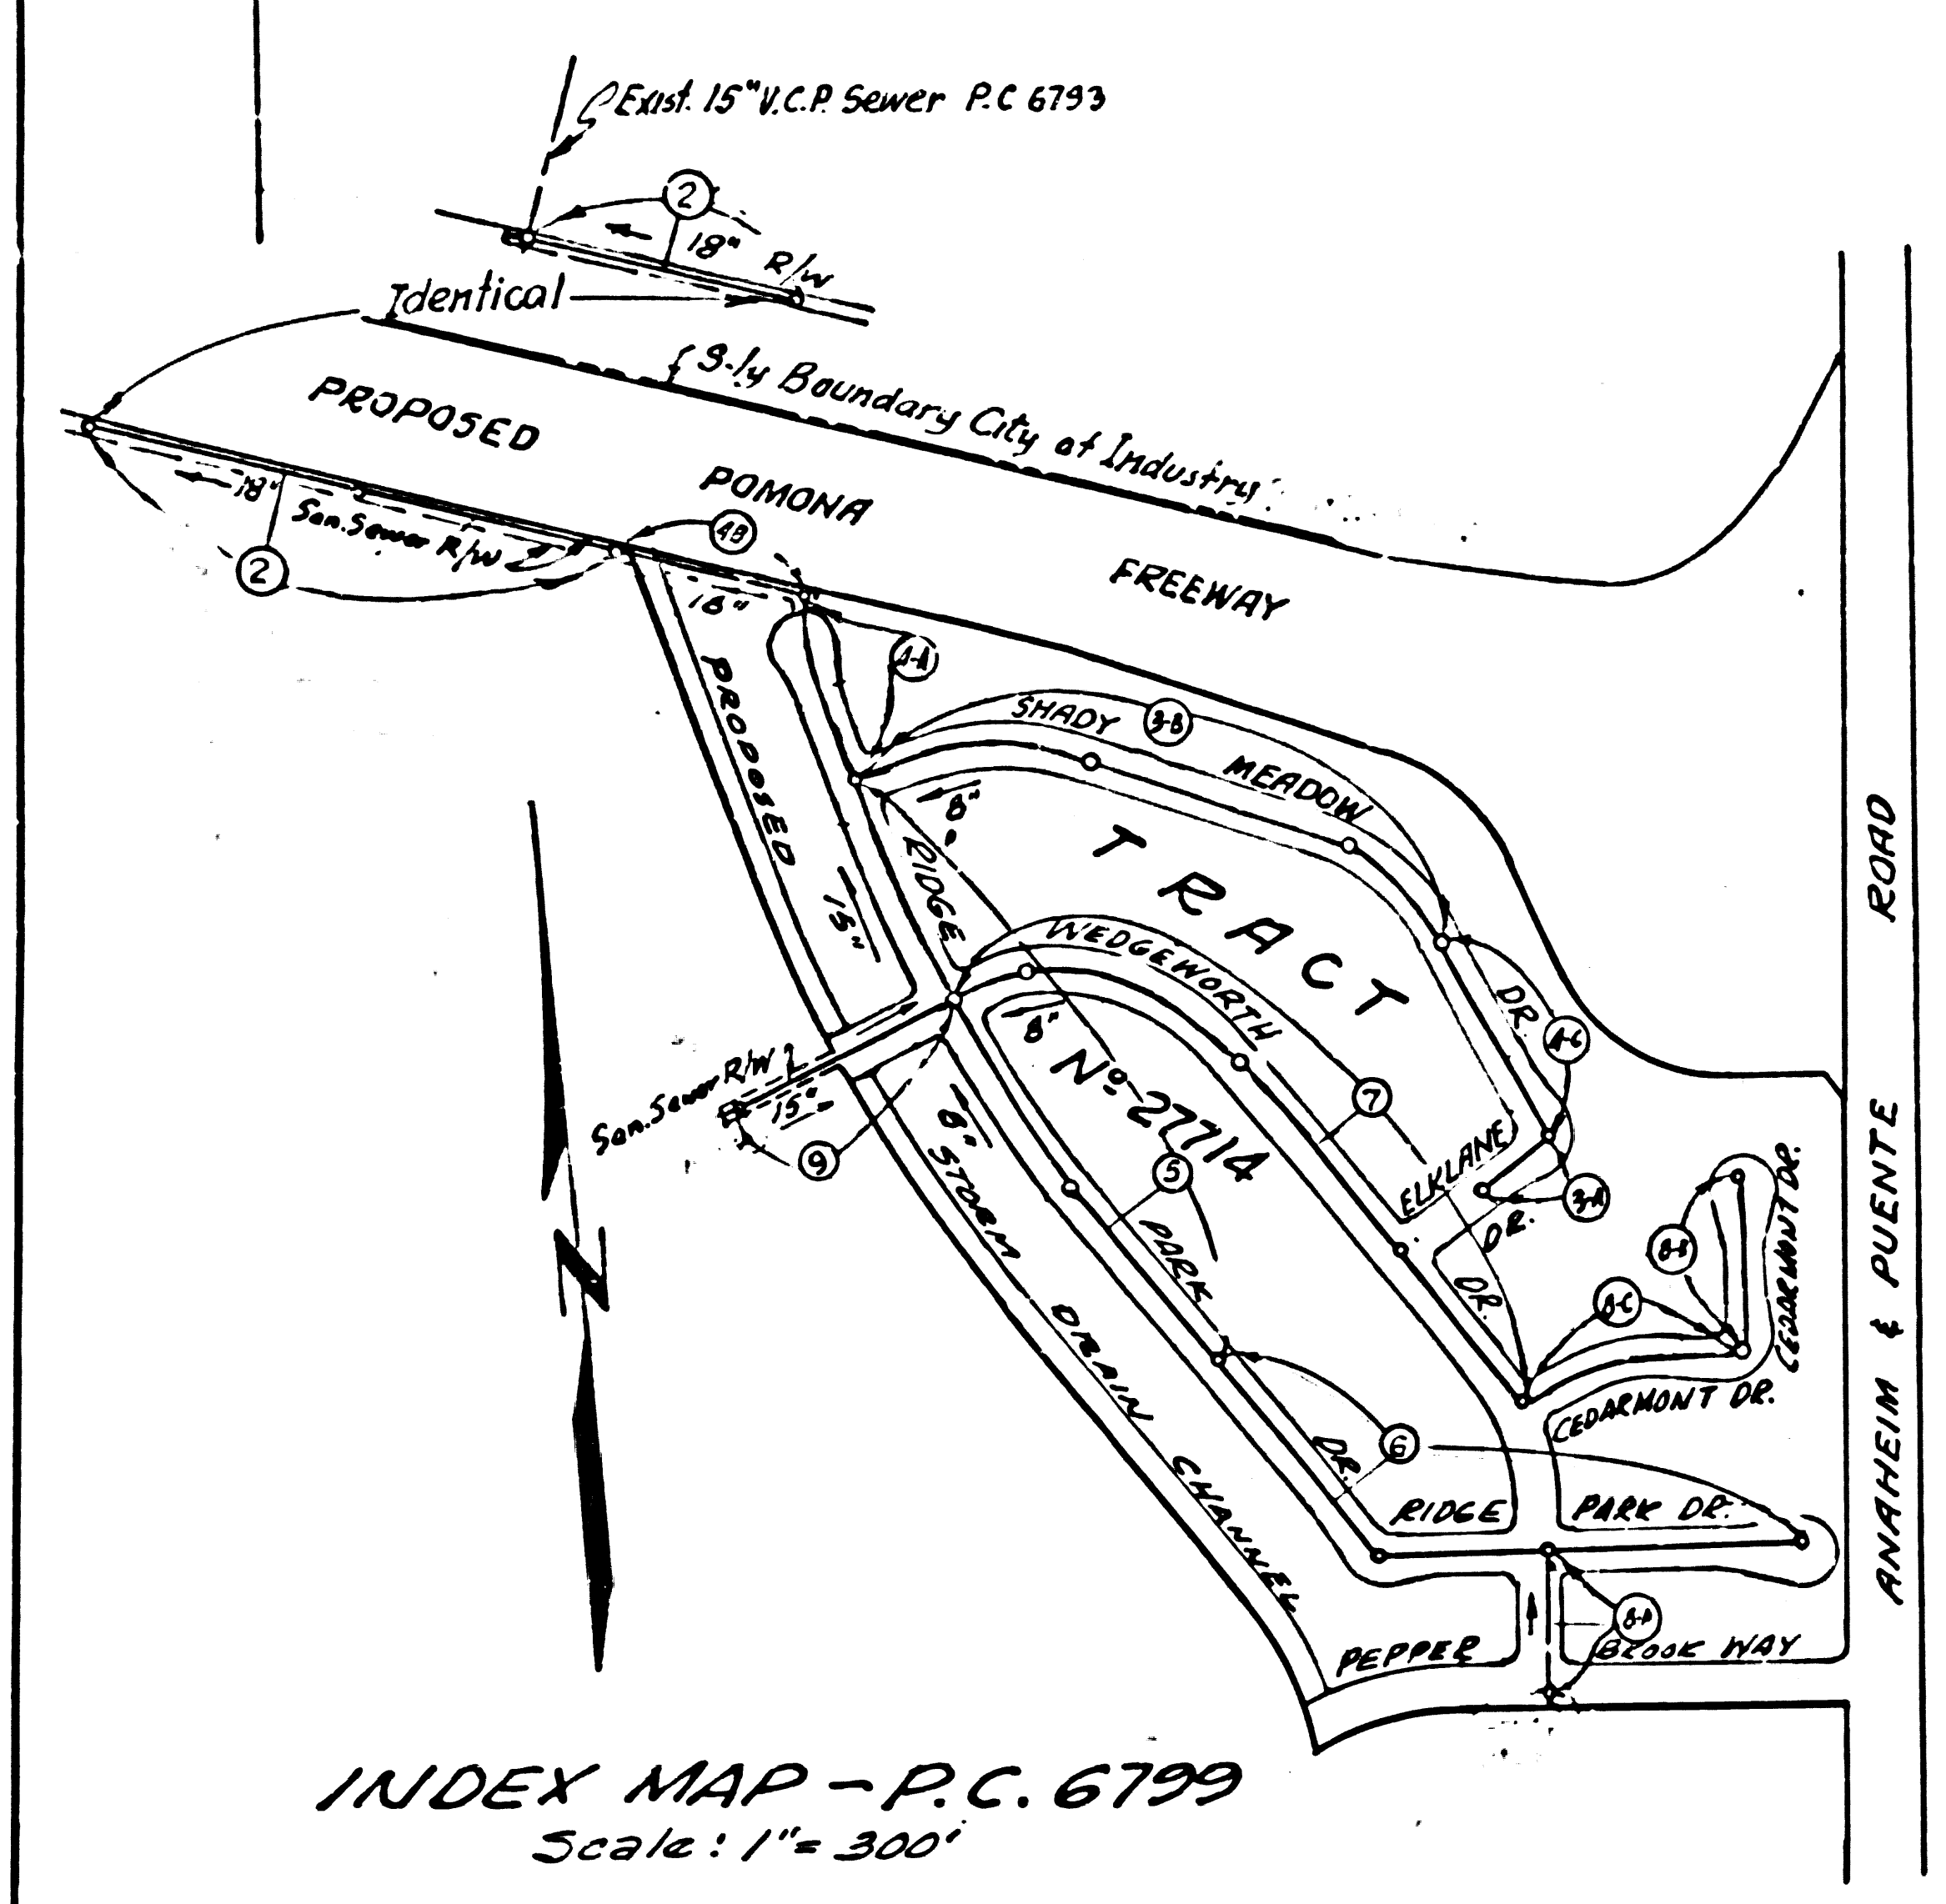 Exist. 15" V.C.P. Sewer P.C 6793
2
18"
R/W
Identical
S'ly Boundary City of Industry
PROPOSED
POMONA
FREEWAY
18"
San. Sewer R/W
2
4B
18"
4-A
PROPOSED
15"
SHADY
3-B
MEADOW
DR.
8"
RIDGE
TRACT
No. 27714
WEDGEWORTH
8"
4-C
7
ELK LANE
3-A
DR.
DR.
San. Sewer R/W
15"
9
8"
STORM DRAIN CHANNEL
5
PARK
DR.
6
8-B
8-C
CEDARMONT DR.
CEDARMONT DR.
RIDGE
PARK DR.
8-A
PEPPER
BROOK WAY
ANAHEIM & PUENTE ROAD
N
INDEX MAP - P.C. 6799
Scale: 1" = 300'